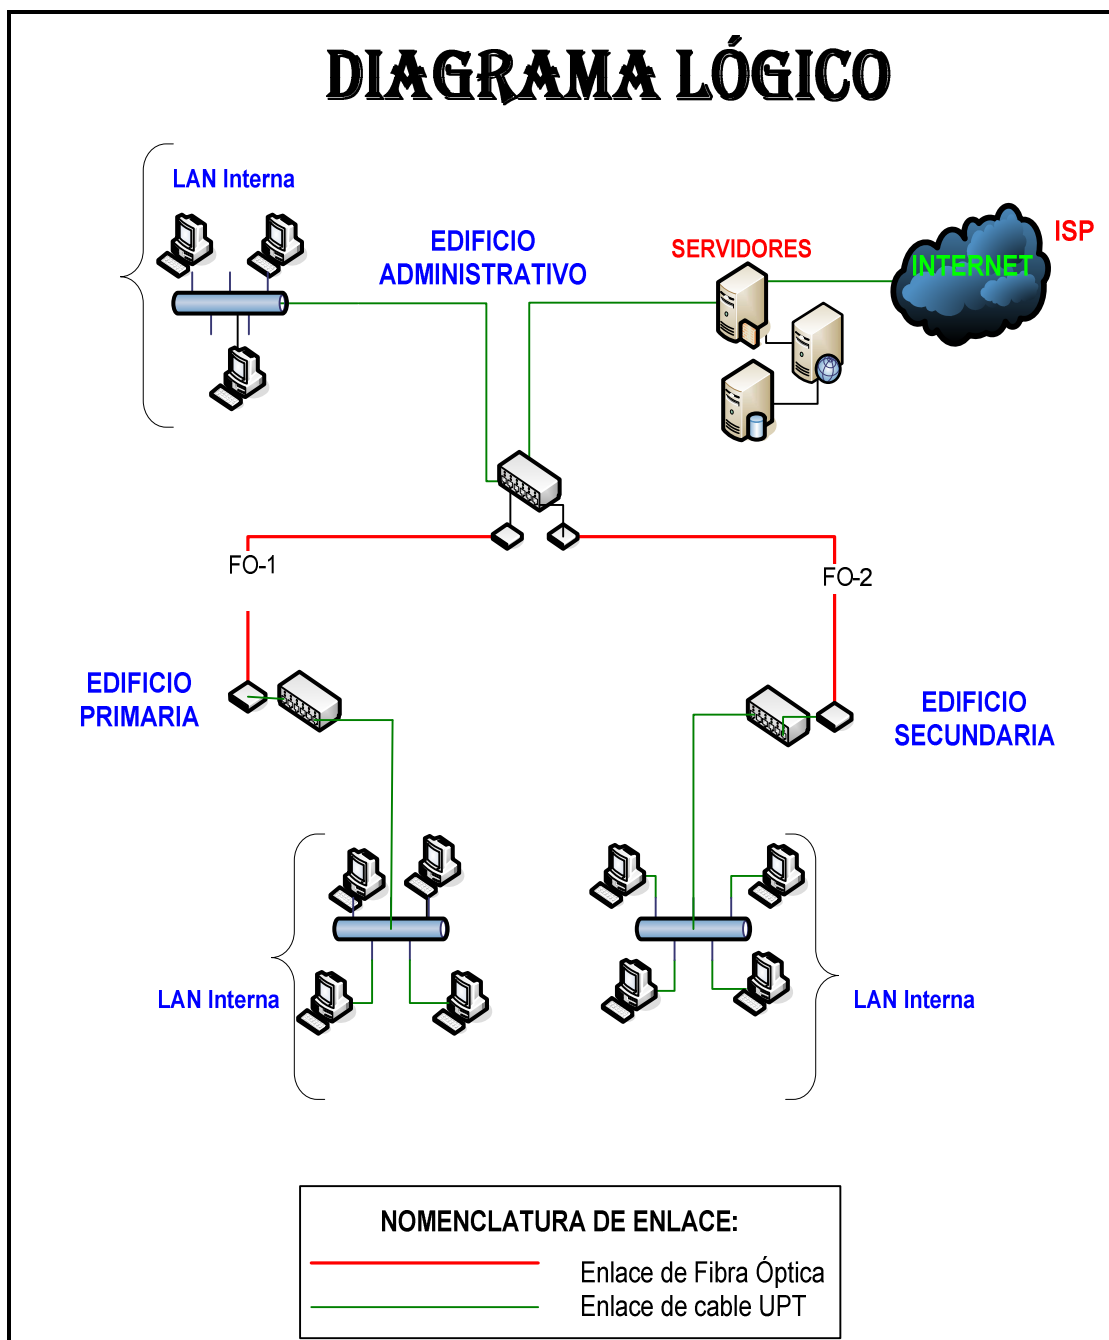 DIAGRAMA LÓGICO
LAN Interna
EDIFICIO
ADMINISTRATIVO
SERVIDORES
INTERNET
ISP
FO-1
FO-2
EDIFICIO
PRIMARIA
EDIFICIO
SECUNDARIA
LAN Interna
LAN Interna
NOMENCLATURA DE ENLACE:
Enlace de Fibra Óptica
Enlace de cable UPT